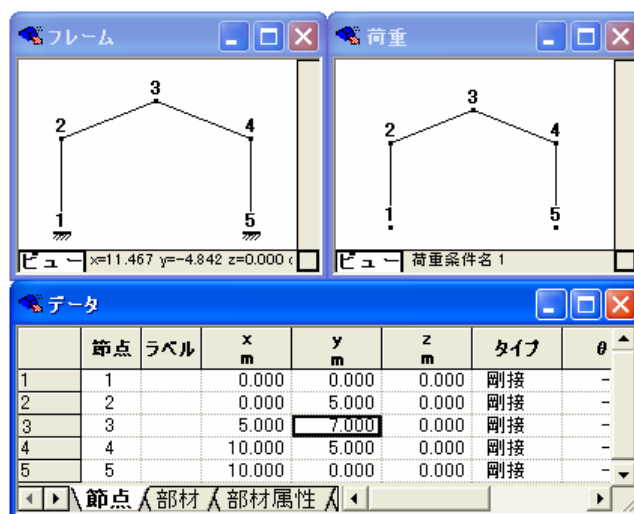 フレーム
3
2 4
1 5
ビュー x=11.467 y=-4.842 z=0.000
荷重
3
2 4
1 5
ビュー 荷重条件名 1
データ
節点 ラベル x m y m z m タイプ θ
1 1 0.000 0.000 0.000 剛接 -
2 2 0.000 5.000 0.000 剛接 -
3 3 5.000 7.000 0.000 剛接 -
4 4 10.000 5.000 0.000 剛接 -
5 5 10.000 0.000 0.000 剛接 -
節点 部材 部材属性